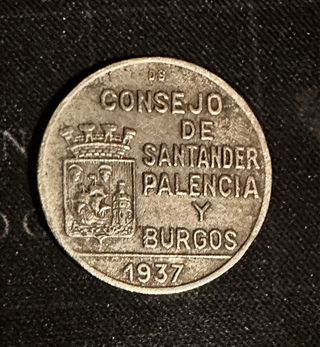 CONSEJO
DE
SANTANDER
PALENCIA
Y
BURGOS
1937